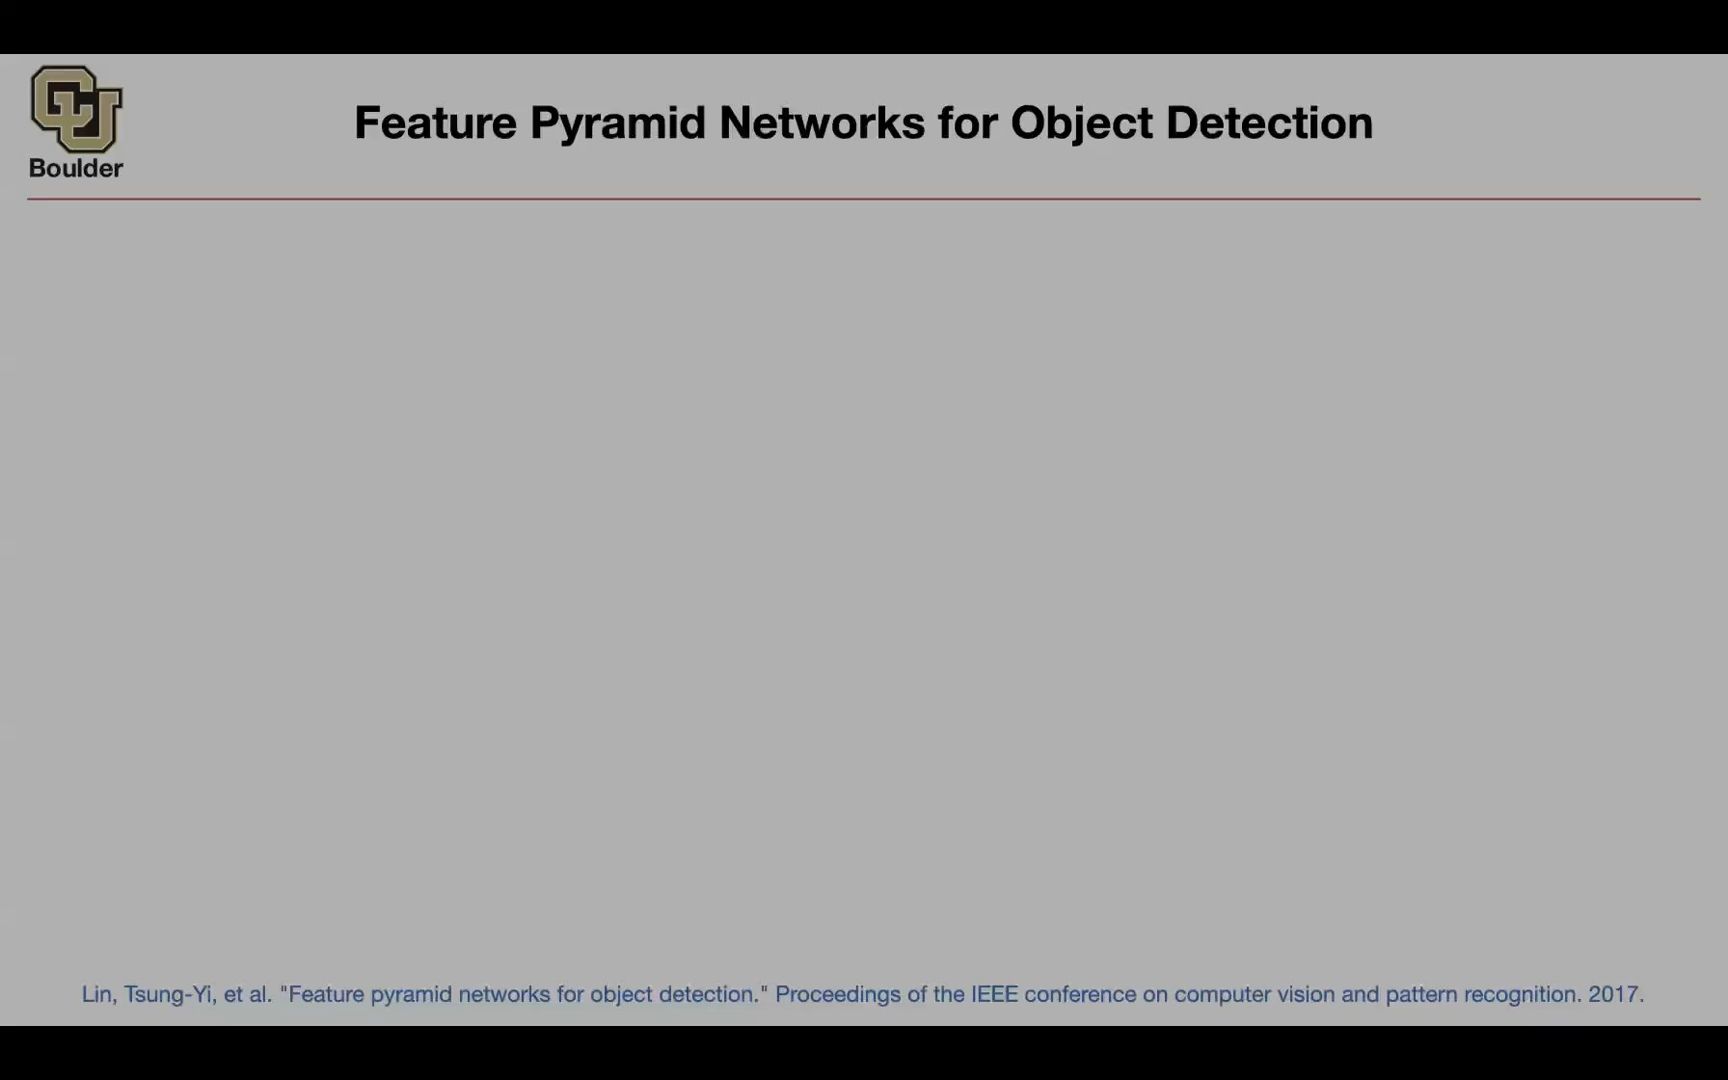 CU
Boulder
Feature Pyramid Networks for Object Detection
Lin, Tsung-Yi, et al. "Feature pyramid networks for object detection." Proceedings of the IEEE conference on computer vision and pattern recognition. 2017.